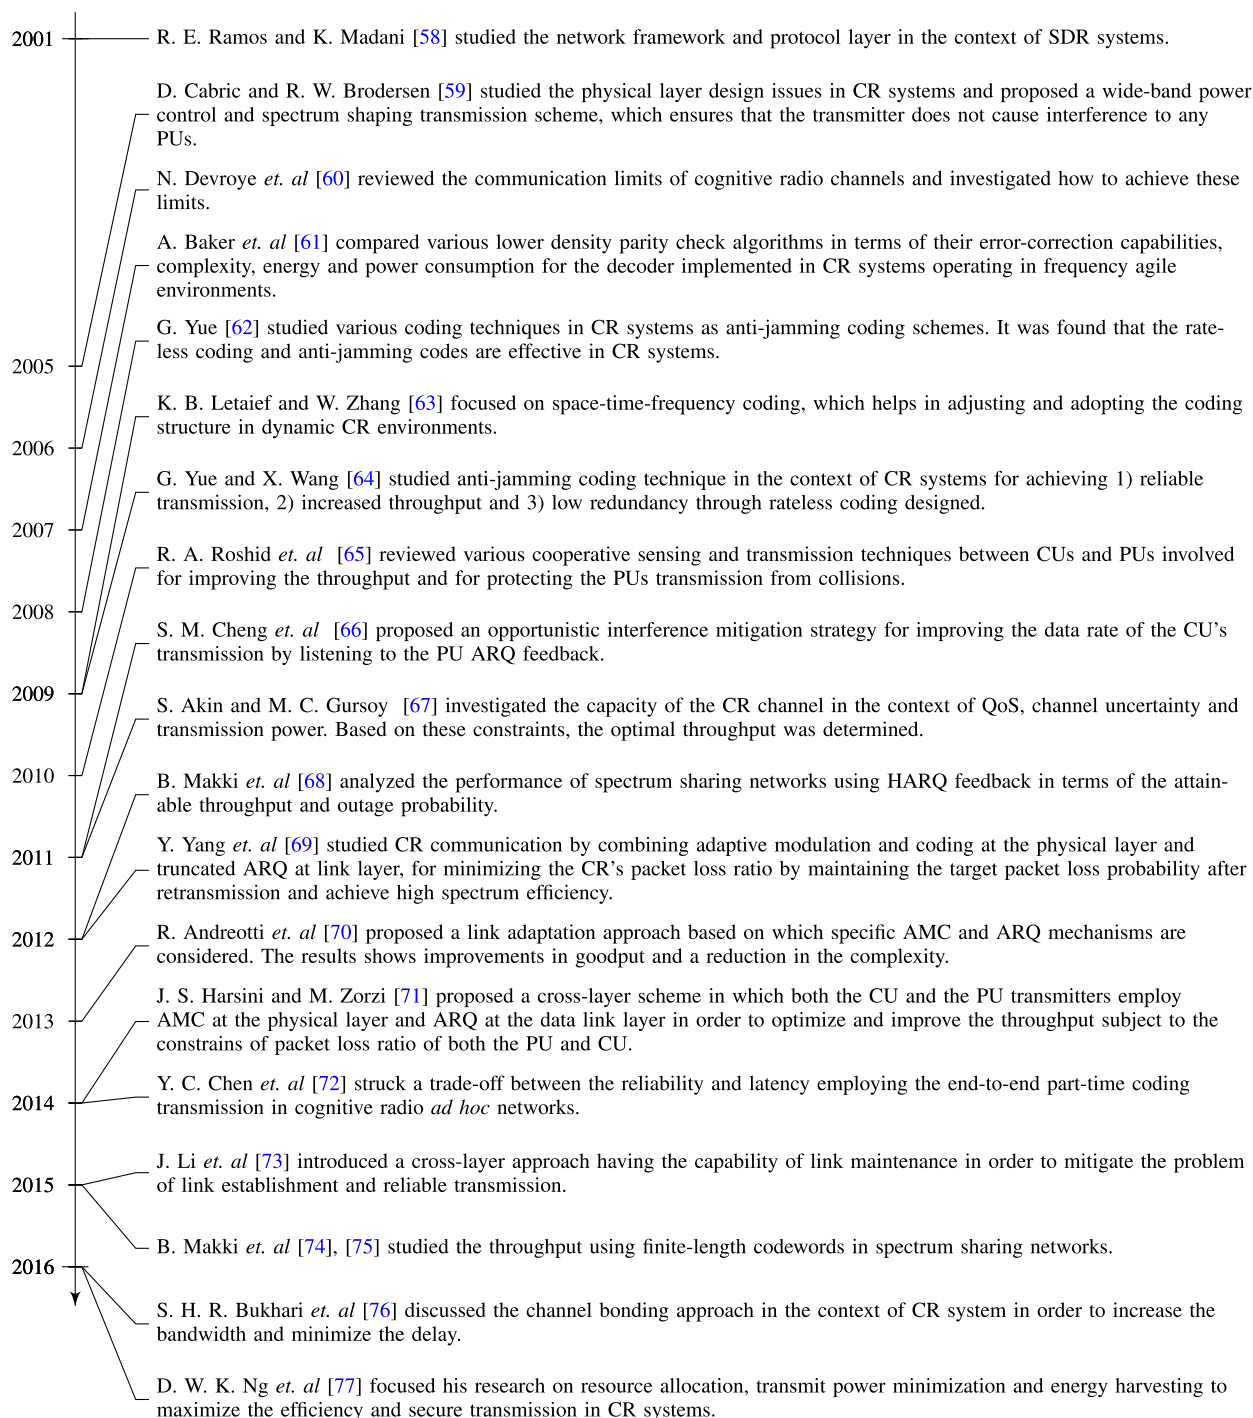 2001
R. E. Ramos and K. Madani [58] studied the network framework and protocol layer in the context of SDR systems.
D. Cabric and R. W. Brodersen [59] studied the physical layer design issues in CR systems and proposed a wide-band power
control and spectrum shaping transmission scheme, which ensures that the transmitter does not cause interference to any
PUs.
N. Devroye et. al [60] reviewed the communication limits of cognitive radio channels and investigated how to achieve these
limits.
A. Baker et. al [61] compared various lower density parity check algorithms in terms of their error-correction capabilities,
complexity, energy and power consumption for the decoder implemented in CR systems operating in frequency agile
environments.
G. Yue [62] studied various coding techniques in CR systems as anti-jamming coding schemes. It was found that the rate-
less coding and anti-jamming codes are effective in CR systems.
2005
K. B. Letaief and W. Zhang [63] focused on space-time-frequency coding, which helps in adjusting and adopting the coding
structure in dynamic CR environments.
2006
G. Yue and X. Wang [64] studied anti-jamming coding technique in the context of CR systems for achieving 1) reliable
transmission, 2) increased throughput and 3) low redundancy through rateless coding designed.
2007
R. A. Roshid et. al [65] reviewed various cooperative sensing and transmission techniques between CUs and PUs involved
for improving the throughput and for protecting the PUs transmission from collisions.
2008
S. M. Cheng et. al [66] proposed an opportunistic interference mitigation strategy for improving the data rate of the CU's
transmission by listening to the PU ARQ feedback.
2009
S. Akin and M. C. Gursoy [67] investigated the capacity of the CR channel in the context of QoS, channel uncertainty and
transmission power. Based on these constraints, the optimal throughput was determined.
2010
B. Makki et. al [68] analyzed the performance of spectrum sharing networks using HARQ feedback in terms of the attain-
able throughput and outage probability.
Y. Yang et. al [69] studied CR communication by combining adaptive modulation and coding at the physical layer and
truncated ARQ at link layer, for minimizing the CR's packet loss ratio by maintaining the target packet loss probability after
retransmission and achieve high spectrum efficiency.
2011
2012
R. Andreotti et. al [70] proposed a link adaptation approach based on which specific AMC and ARQ mechanisms are
considered. The results shows improvements in goodput and a reduction in the complexity.
J. S. Harsini and M. Zorzi [71] proposed a cross-layer scheme in which both the CU and the PU transmitters employ
AMC at the physical layer and ARQ at the data link layer in order to optimize and improve the throughput subject to the
constrains of packet loss ratio of both the PU and CU.
2013
Y. C. Chen et. al [72] struck a trade-off between the reliability and latency employing the end-to-end part-time coding
transmission in cognitive radio ad hoc networks.
2014
J. Li et. al [73] introduced a cross-layer approach having the capability of link maintenance in order to mitigate the problem
of link establishment and reliable transmission.
2015
B. Makki et. al [74], [75] studied the throughput using finite-length codewords in spectrum sharing networks.
2016
S. H. R. Bukhari et. al [76] discussed the channel bonding approach in the context of CR system in order to increase the
bandwidth and minimize the delay.
D. W. K. Ng et. al [77] focused his research on resource allocation, transmit power minimization and energy harvesting to
maximize the efficiency and secure transmission in CR systems.